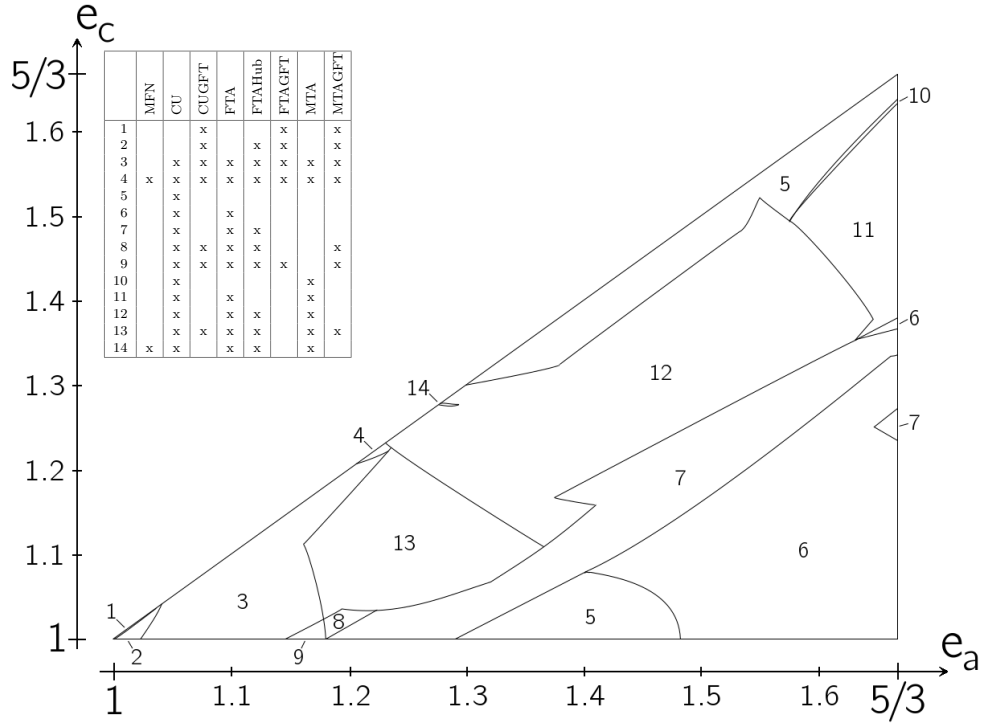 e_c
5/3
1.6
1.5
1.4
1.3
1.2
1.1
1
MFN CU CUGFT FTA FTAHub FTAGFT MTA MTAGFT
1 x x x
2 x x x x
3 x x x x x x x
4 x x x x x x x x
5 x
6 x x
7 x x x
8 x x x x x
9 x x x x x x
10 x x
11 x x x
12 x x x x
13 x x x x x x
14 x x x x x
10
5
11
6
12
14
7
4
7
13
6
1
3
8
5
2
9
1 1.1 1.2 1.3 1.4 1.5 1.6 5/3
e_a